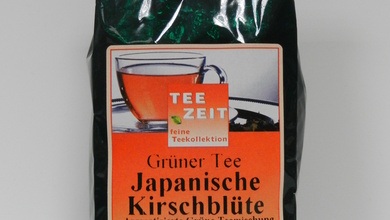 TEE
ZEIT
feine
Teekollektion
Grüner Tee
Japanische
Kirschblüte